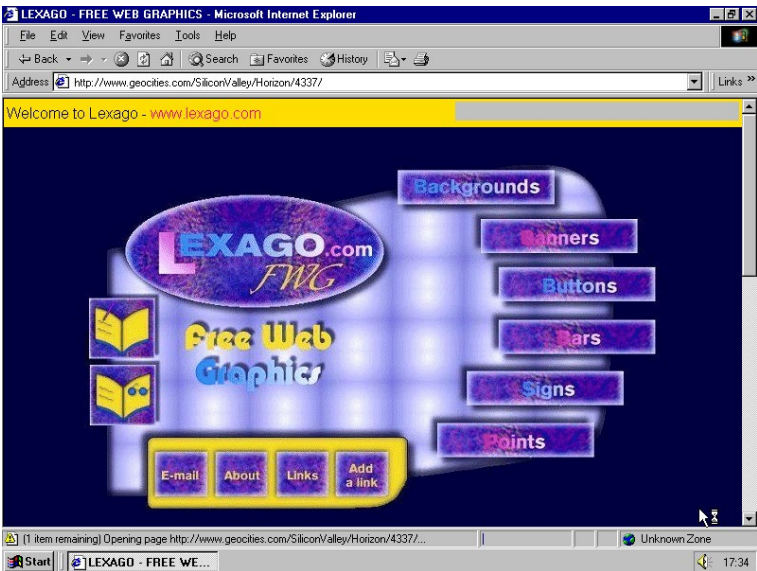 LEXAGO - FREE WEB GRAPHICS - Microsoft Internet Explorer
File Edit View Favorites Tools Help
Back Search Favorites History
Address http://www.geocities.com/SiliconValley/Horizon/4337/ Links »
Welcome to Lexago - www.lexago.com
Backgrounds
LEXAGO.com
FWG
Banners
Buttons
Free Web
Graphics
Bars
Signs
Points
E-mail About Links Add
a link
(1 item remaining) Opening page http://www.geocities.com/SiliconValley/Horizon/4337/... Unknown Zone
Start LEXAGO - FREE WE... 17:34